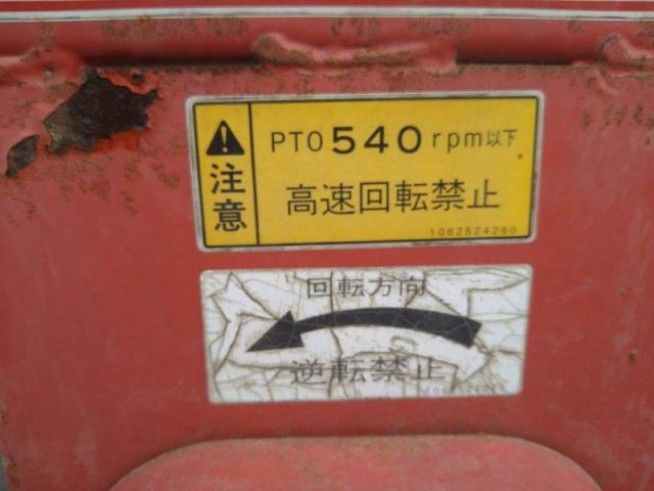 注意
PTO 540 rpm以下
高速回転禁止
1062524260
回転方向
逆転禁止